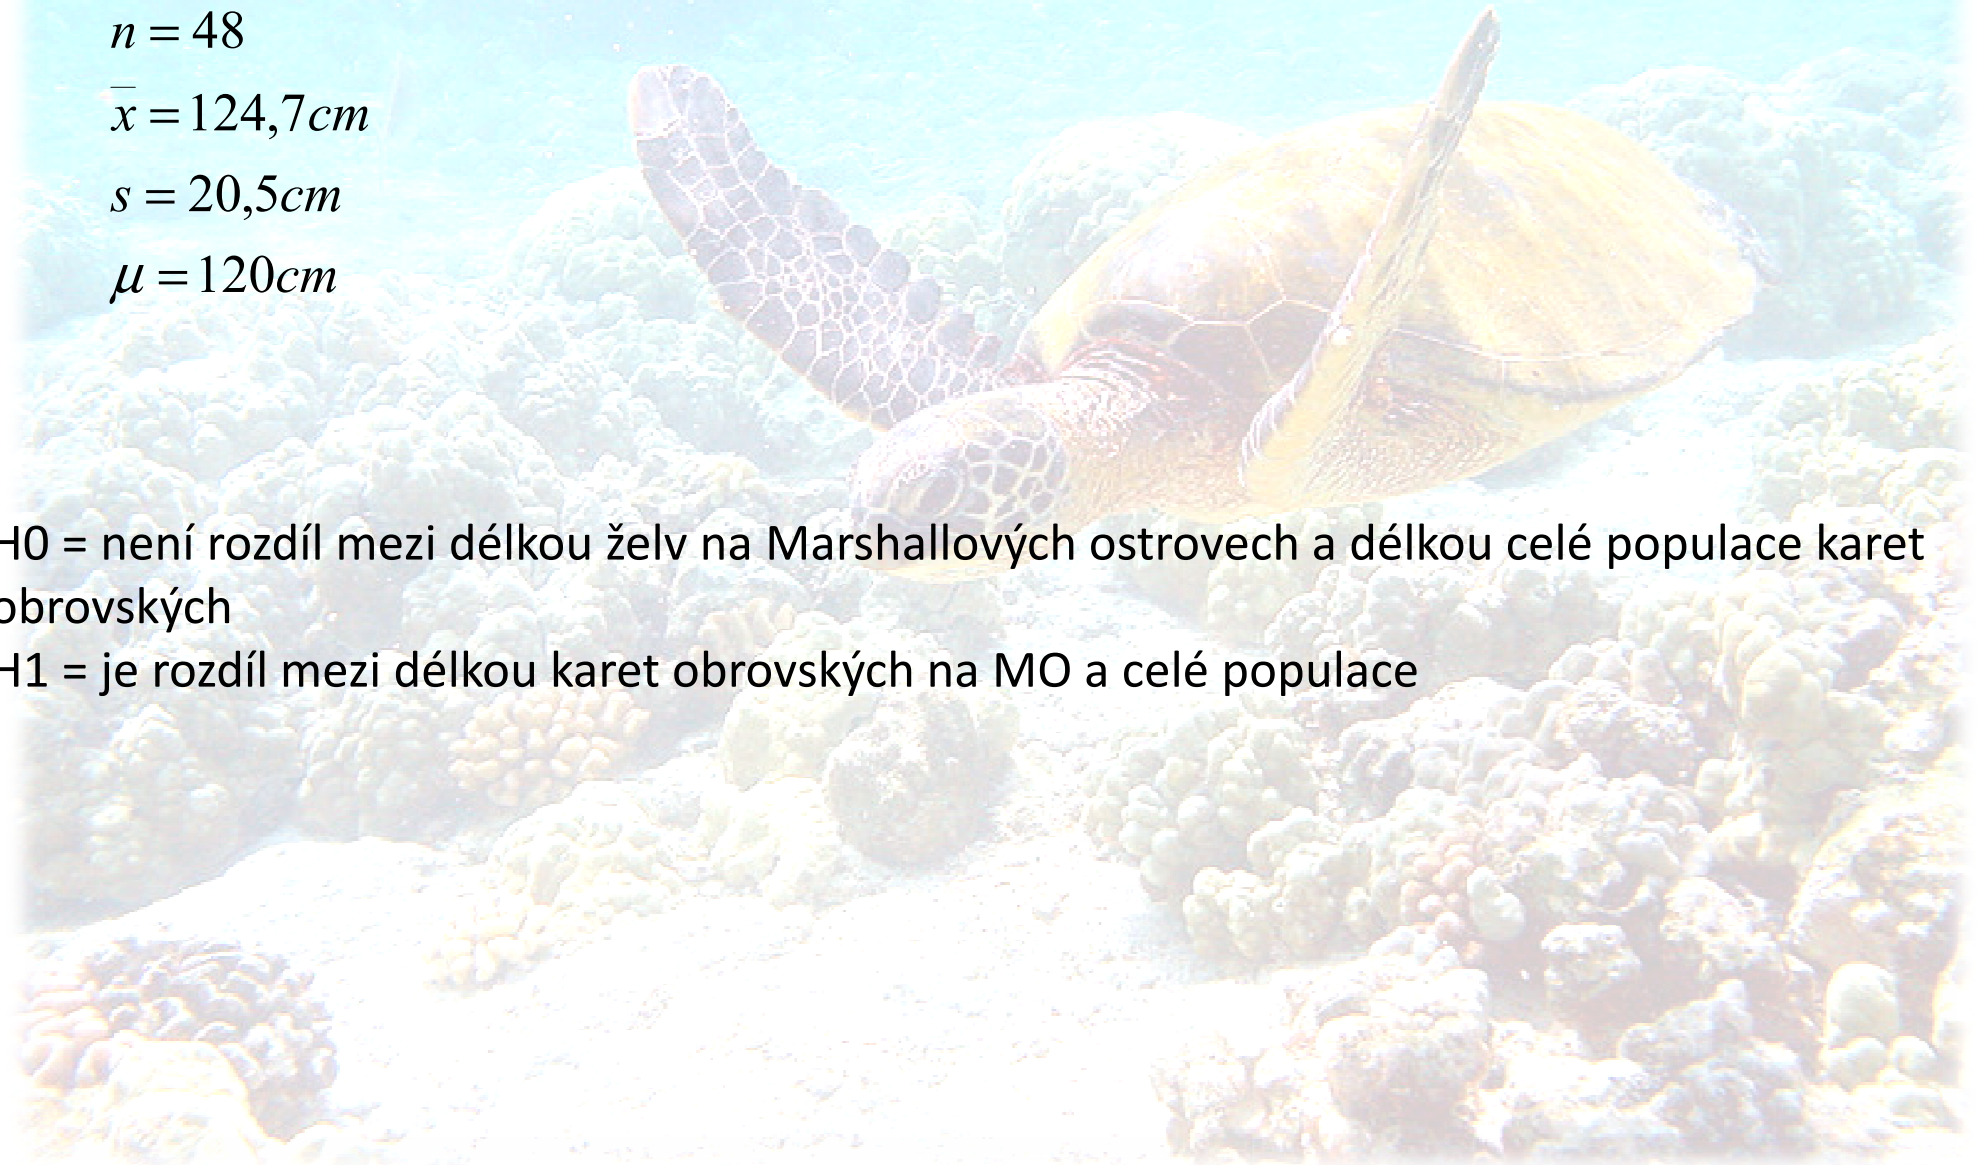 n = 48
x̄ = 124,7cm
s = 20,5cm
μ = 120cm
H0 = není rozdíl mezi délkou želv na Marshallových ostrovech a délkou celé populace karet
obrovských
H1 = je rozdíl mezi délkou karet obrovských na MO a celé populace